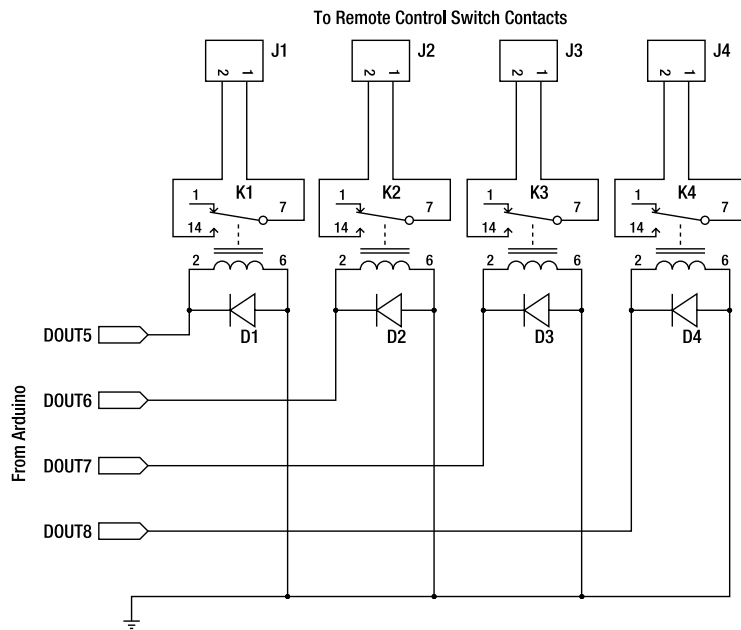 To Remote Control Switch Contacts
J1 J2 J3 J4
2 1 2 1 2 1 2 1
1 K1 7 1 K2 7 1 K3 7 1 K4 7
14 14 14 14
2 6 2 6 2 6 2 6
D1 D2 D3 D4
DOUT5
DOUT6
DOUT7
DOUT8
From Arduino